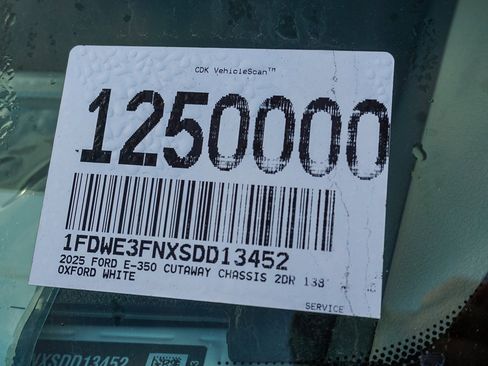 CDK VehicleScan™
1250000
1FDWE3FNXSDD13452
2025 FORD E-350 CUTAWAY CHASSIS 2DR 138"
OXFORD WHITE
SERVICE
NXSDD13452